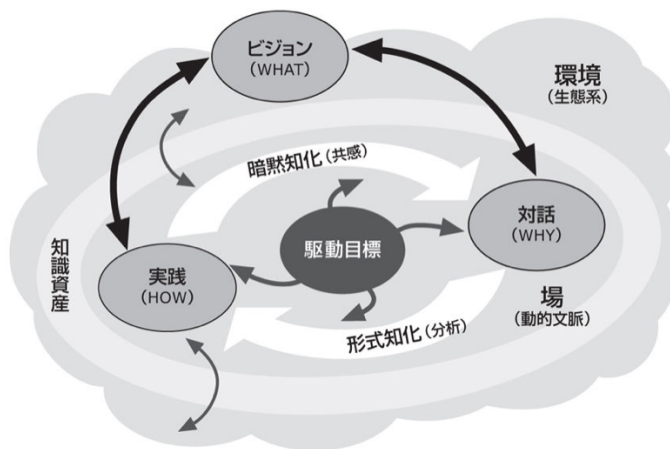 ビジョン
(WHAT)
環境
(生態系)
暗黙知化(共感)
対話
(WHY)
駆動目標
知識資産
実践
(HOW)
場
(動的文脈)
形式知化(分析)